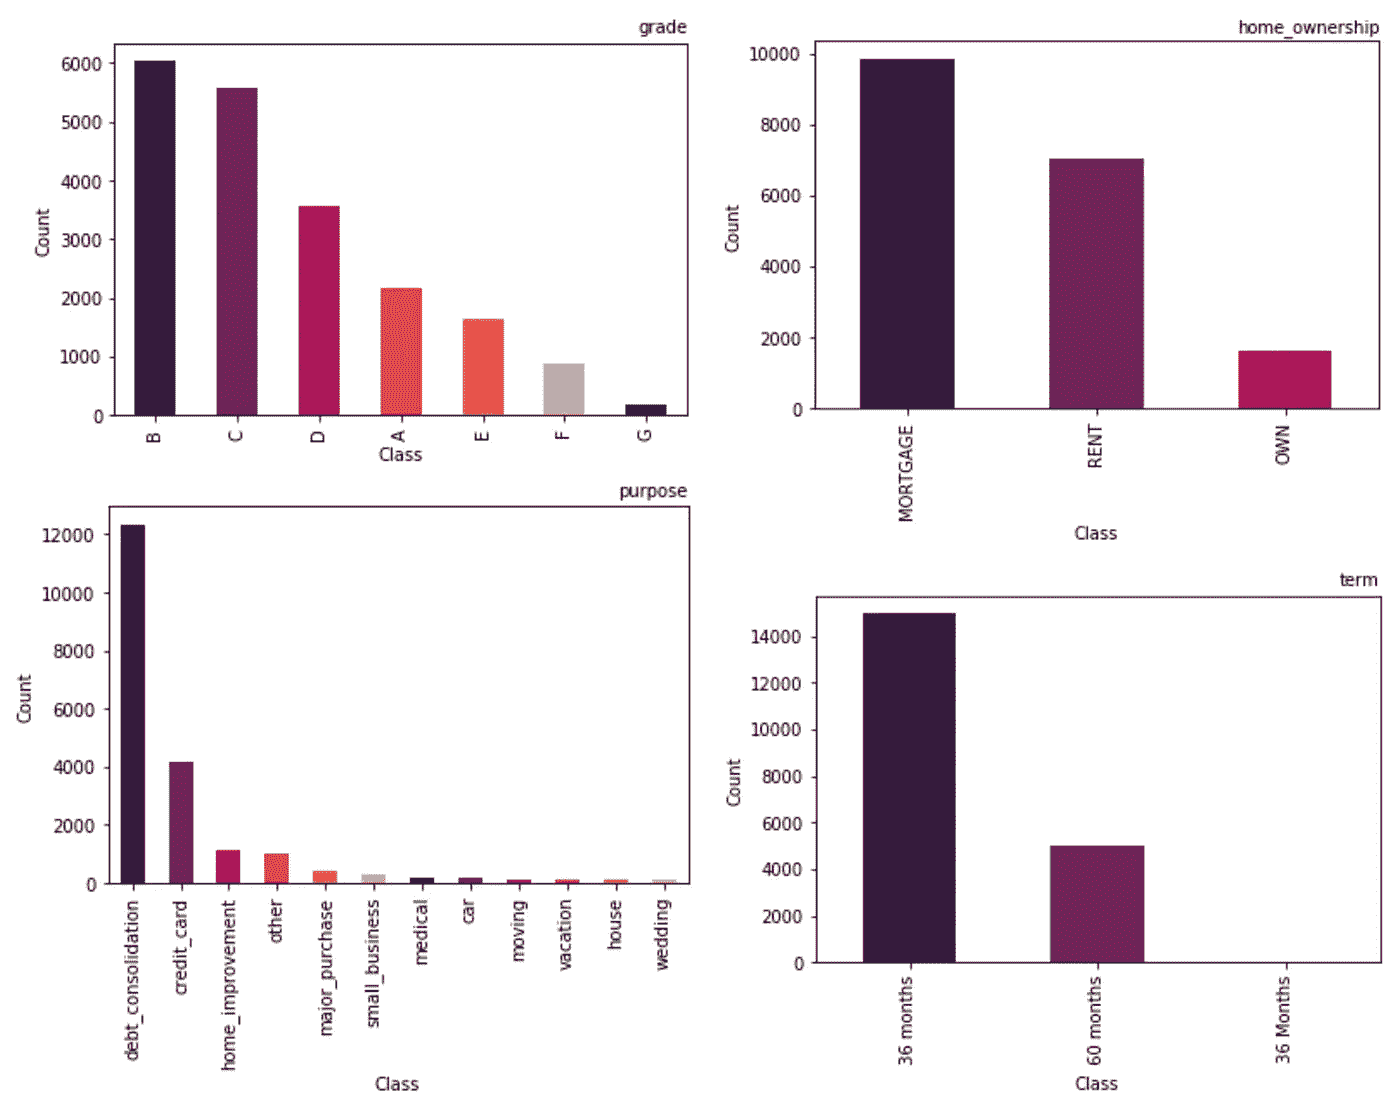 grade
6000
5000
4000
3000
2000
1000
0
Count
B C D A E F G
Class
home_ownership
10000
8000
6000
4000
2000
0
Count
MORTGAGE RENT OWN
Class
purpose
12000
10000
8000
6000
4000
2000
0
Count
debt_consolidation credit_card home_improvement other major_purchase small_business medical car moving vacation house wedding
Class
term
14000
12000
10000
8000
6000
4000
2000
0
Count
36 months 60 months 36 Months
Class